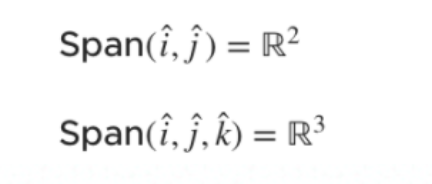 Span(î, ĵ) = ℝ²
Span(î, ĵ, k̂) = ℝ³